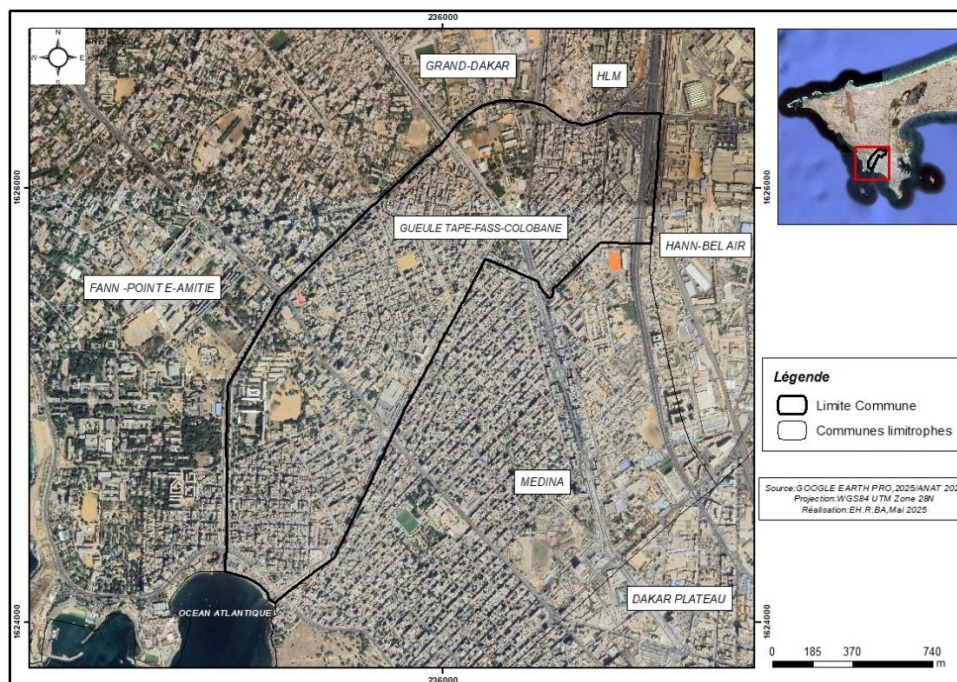 236000
N
W E
S
GRAND-DAKAR
HLM
1626000
1626000
GUEULE TAPE-FASS-COLOBANE
HANN-BEL AIR
FANN -POINT E-AMITIE
Légende
Limite Commune
Communes limitrophes
MEDINA
Source:GOOGLE EARTH PRO,2025/ANAT 202
Projection:WGS84 UTM Zone 28N
Réalisation:EH.R.BA,Mai 2025
DAKAR PLATEAU
OCEAN ATLANTIQUE
1624000
1624000
0 185 370 740
m
236000